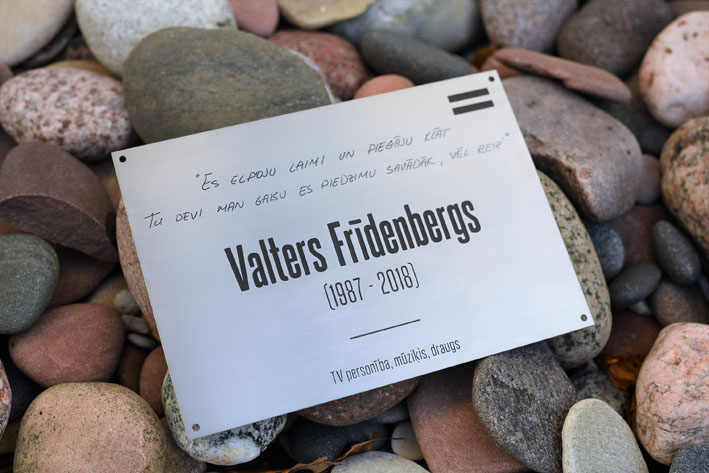 "ES ELPOJU LAIMI UN PIEGĀJU KLĀT
TU DEVI MAN GAISU ES PIEDZIMU SAVĀDĀK, VĒL REIZ"
Valters Frīdenbergs
(1987 - 2018)
TV personība, mūziķis, draugs